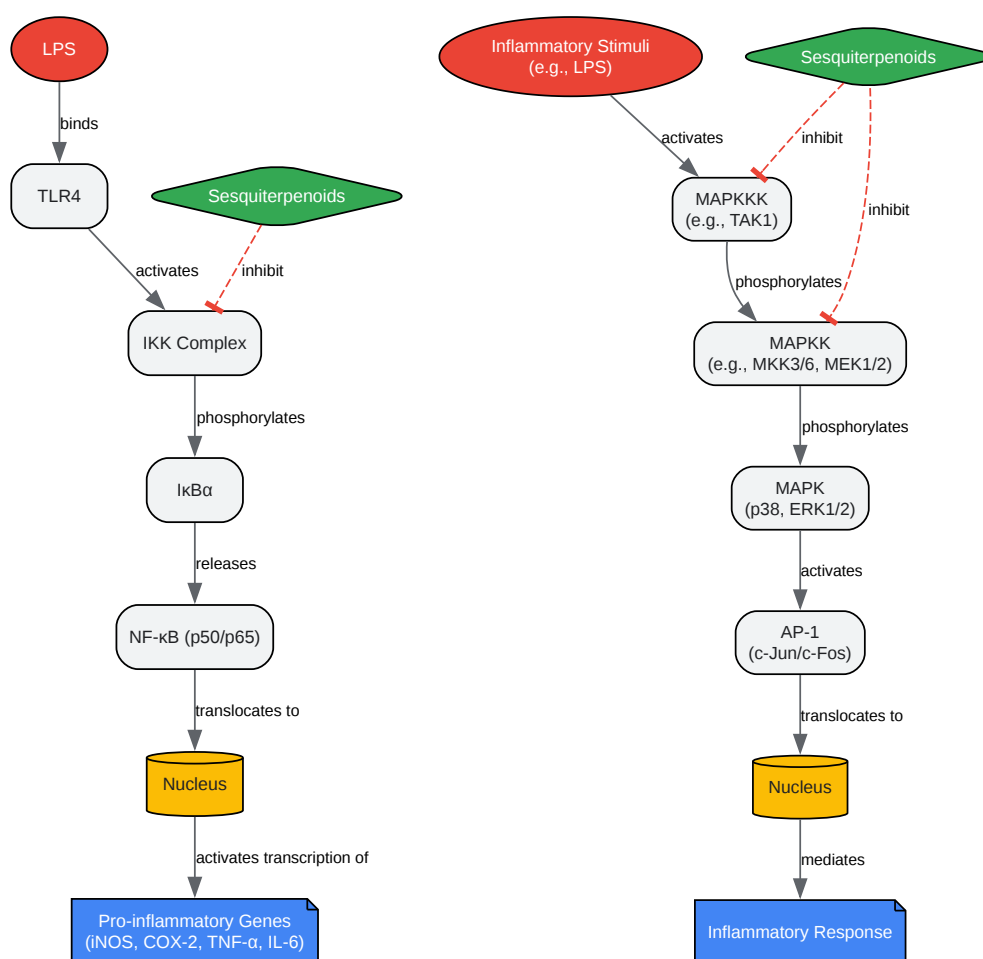 LPS
binds
TLR4
Sesquiterpenoids
activates
inhibit
IKK Complex
phosphorylates
IκBα
releases
NF-κB (p50/p65)
translocates to
Nucleus
activates transcription of
Pro-inflammatory Genes
(iNOS, COX-2, TNF-α, IL-6)
Inflammatory Stimuli
(e.g., LPS)
Sesquiterpenoids
activates
inhibit
MAPKKK
(e.g., TAK1)
inhibit
phosphorylates
MAPKK
(e.g., MKK3/6, MEK1/2)
phosphorylates
MAPK
(p38, ERK1/2)
activates
AP-1
(c-Jun/c-Fos)
translocates to
Nucleus
mediates
Inflammatory Response